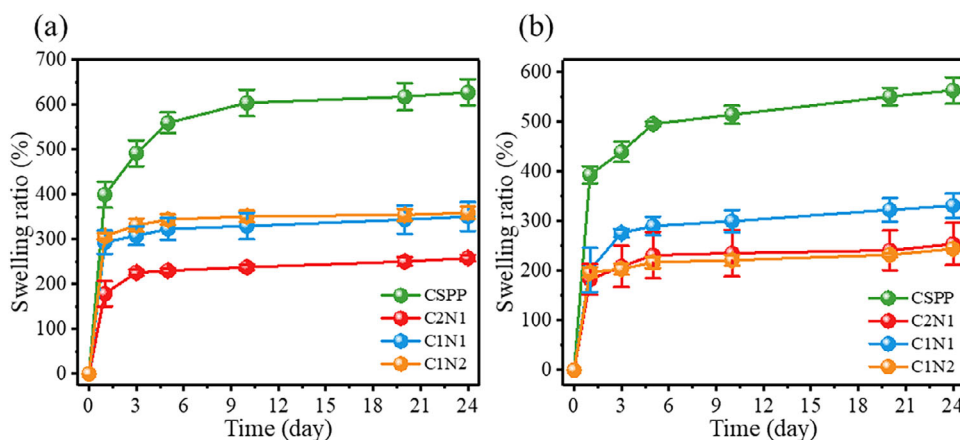 (a)
Swelling ratio (%)
700
600
500
400
300
200
100
0
CSPP
C2N1
C1N1
C1N2
0 3 6 9 12 15 18 21 24
Time (day)
(b)
Swelling ratio (%)
600
500
400
300
200
100
0
CSPP
C2N1
C1N1
C1N2
0 3 6 9 12 15 18 21 24
Time (day)